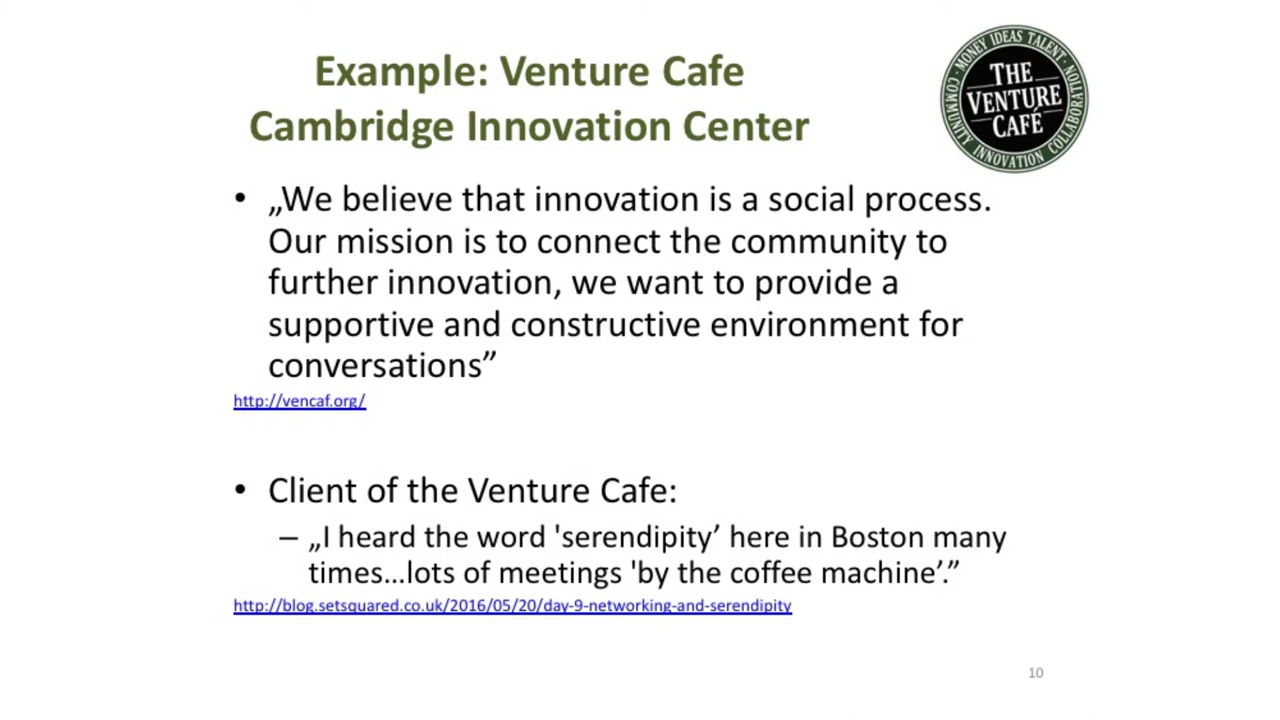 Example: Venture Cafe
Cambridge Innovation Center
THE
VENTURE
CAFÉ
MONEY IDEAS TALENT
COMMUNITY INNOVATION COLLABORATION
• „We believe that innovation is a social process.
Our mission is to connect the community to
further innovation, we want to provide a
supportive and constructive environment for
conversations”
http://vencaf.org/
• Client of the Venture Cafe:
– „I heard the word 'serendipity’ here in Boston many
times...lots of meetings 'by the coffee machine’.”
http://blog.setsquared.co.uk/2016/05/20/day-9-networking-and-serendipity
10